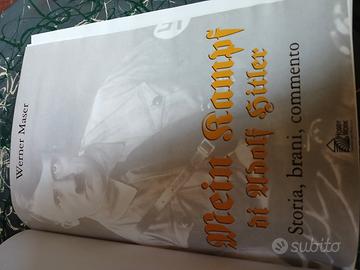 Werner Maser
Mein Kampf
di Adolf Hitler
Storia, brani, commento
subito